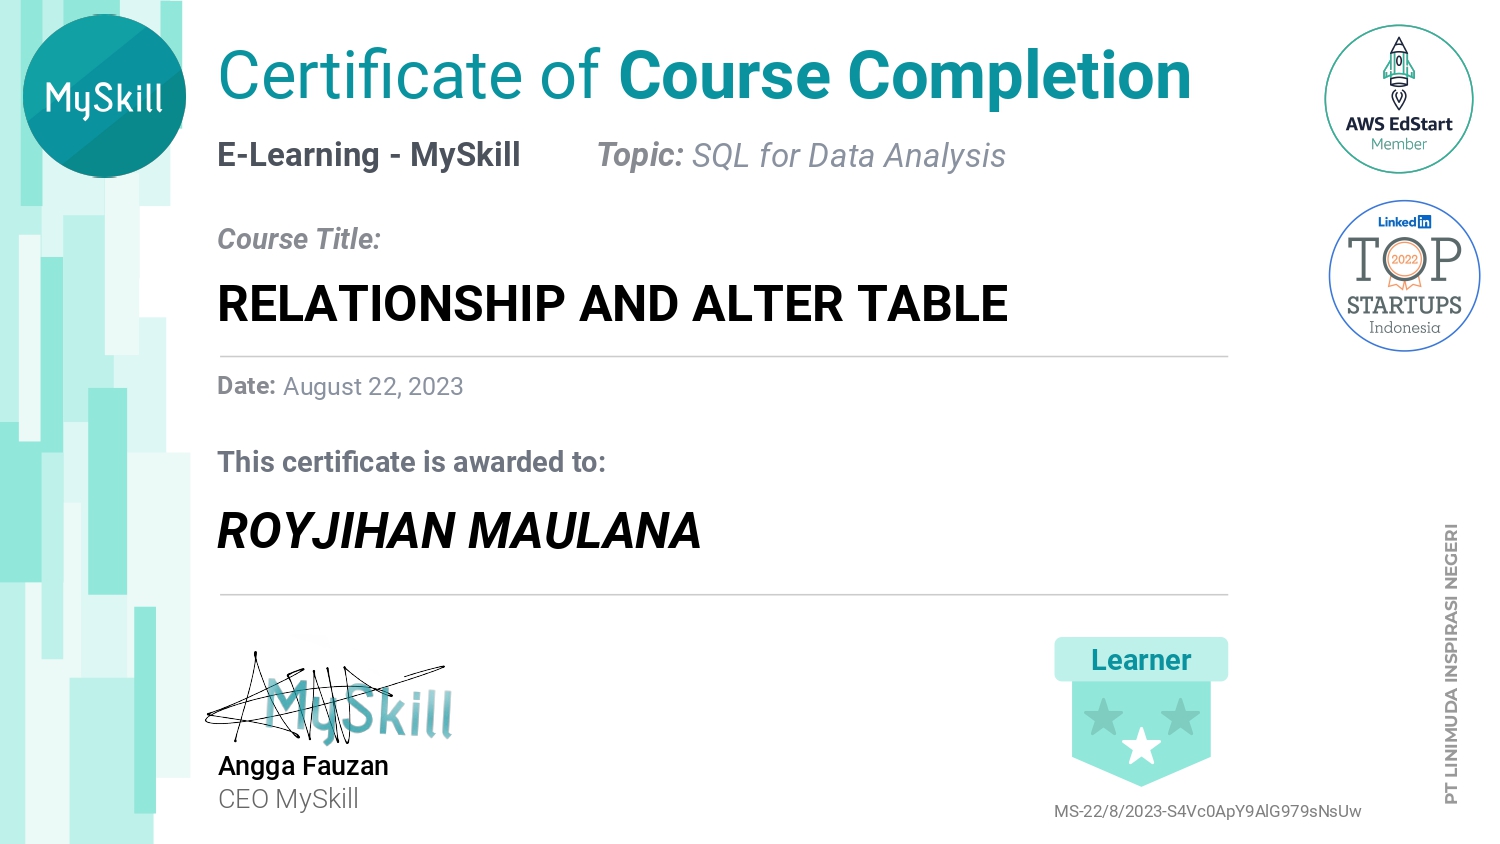 MySkill
Certificate of Course Completion
E-Learning - MySkill Topic: SQL for Data Analysis
AWS EdStart
Member
Course Title:
RELATIONSHIP AND ALTER TABLE
LinkedIn
TOP
2022
STARTUPS
Indonesia
Date: August 22, 2023
This certificate is awarded to:
ROYJIHAN MAULANA
MySkill
Angga Fauzan
CEO MySkill
Learner
MS-22/8/2023-S4Vc0ApY9AlG979sNsUw
PT LINIMUDA INSPIRASI NEGERI